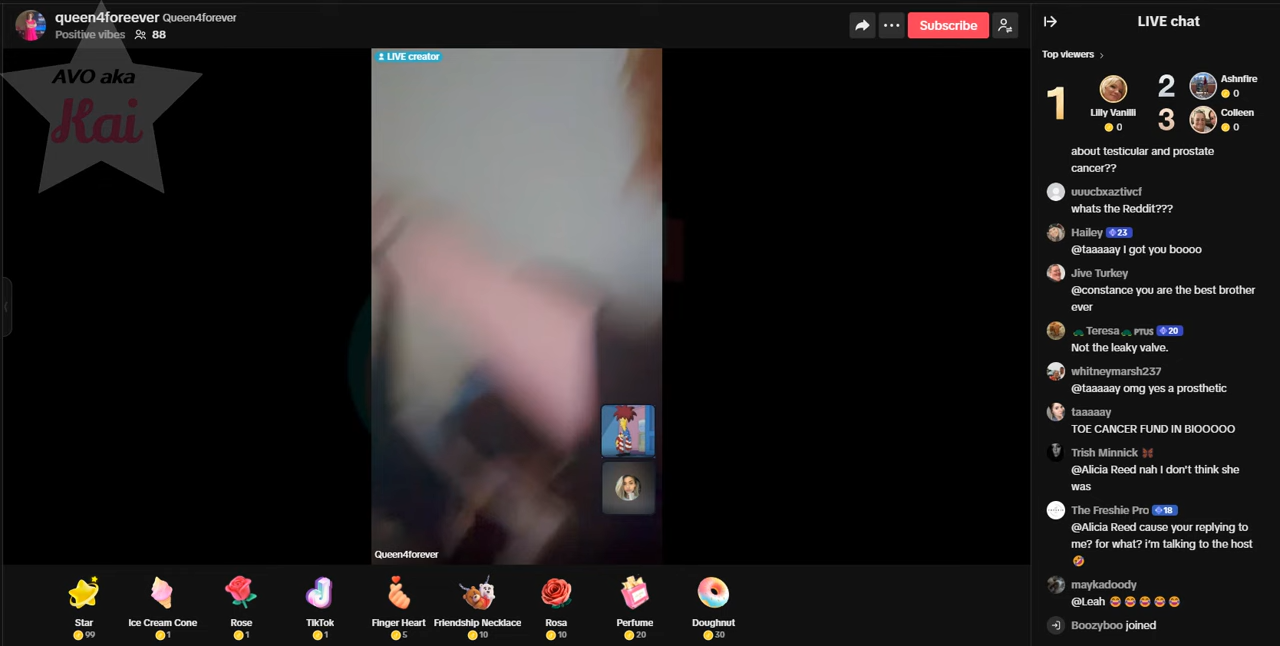 queen4foreever Queen4forever
Positive vibes 88
Subscribe
AVO aka
Kai
LIVE creator
Queen4forever
Star
99
Ice Cream Cone
1
Rose
1
TikTok
1
Finger Heart
5
Friendship Necklace
10
Rosa
10
Perfume
20
Doughnut
30
LIVE chat
Top viewers
1
Lilly Vanilli
0
2
Ashnfire
0
3
Colleen
0
about testicular and prostate
cancer??
uuucbxaztivcf
whats the Reddit???
Hailey 23
@taaaaay I got you boooo
Jive Turkey
@constance you are the best brother
ever
Teresa PTUS 20
Not the leaky valve.
whitneymarsh237
@taaaaay omg yes a prosthetic
taaaaay
TOE CANCER FUND IN BIOOOOO
Trish Minnick
@Alicia Reed nah I don't think she
was
The Freshie Pro 18
@Alicia Reed cause your replying to
me? for what? i'm talking to the host
🤣
maykadoody
@Leah 😂😂😂😂😂
Boozyboo joined